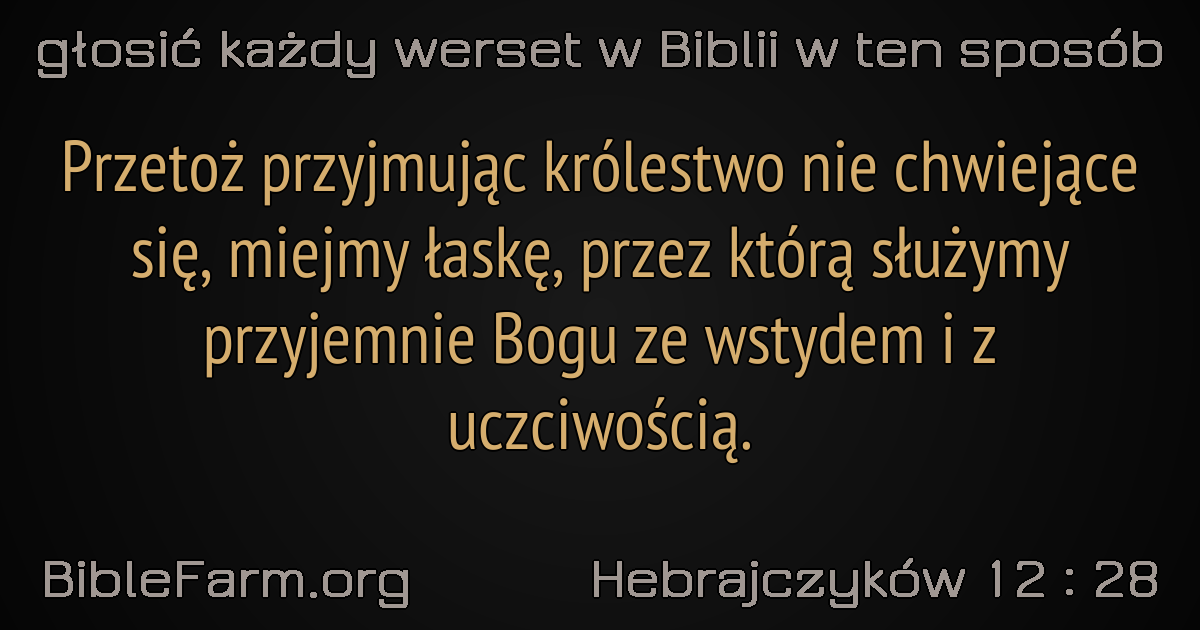 głosić każdy werset w Biblii w ten sposób
Przetoż przyjmując królestwo nie chwiejące
się, miejmy łaskę, przez którą służymy
przyjemnie Bogu ze wstydem i z
uczciwością.
BibleFarm.org
Hebrajczyków 12 : 28